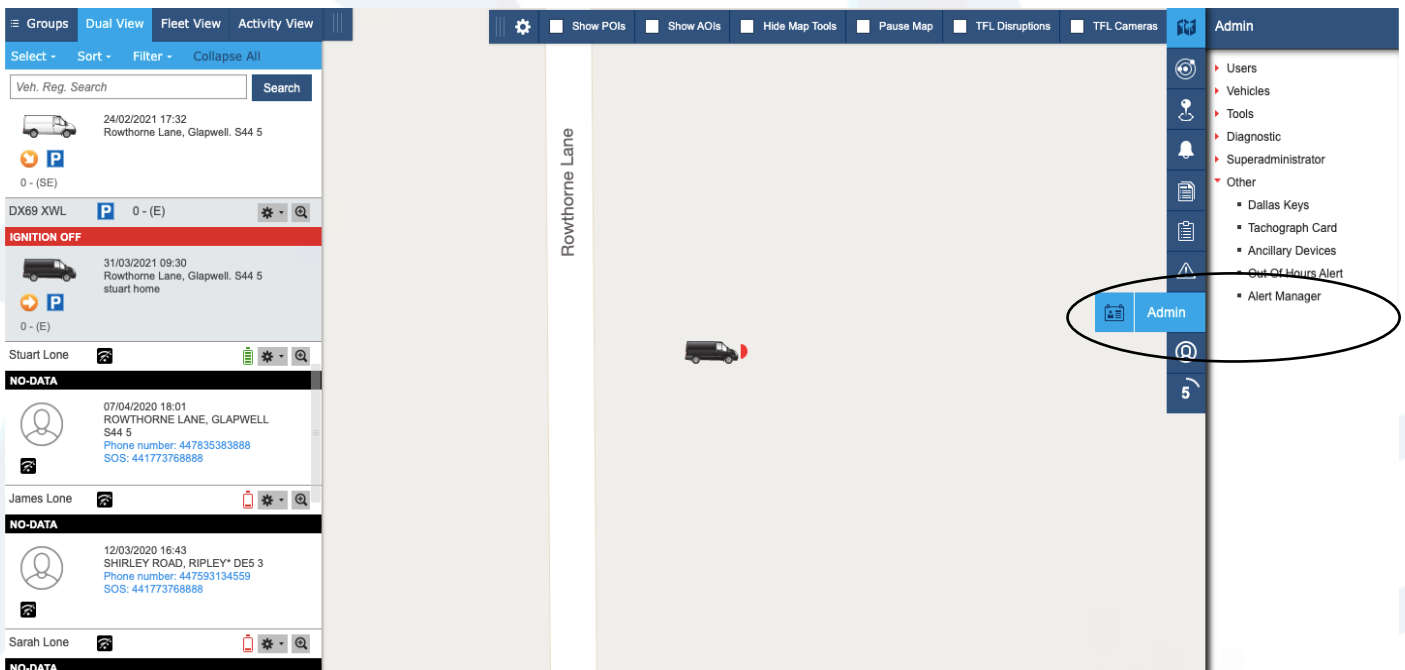 Groups
Dual View
Fleet View
Activity View
Select
Sort
Filter
Collapse All
Veh. Reg. Search
Search
24/02/2021 17:32
Rowthorne Lane, Glapwell. S44 5
P
0 - (SE)
DX69 XWL
P
0 - (E)
IGNITION OFF
31/03/2021 09:30
Rowthorne Lane, Glapwell. S44 5
stuart home
P
0 - (E)
Stuart Lone
NO-DATA
07/04/2020 18:01
ROWTHORNE LANE, GLAPWELL
S44 5
Phone number: 447835383888
SOS: 441773768888
James Lone
NO-DATA
12/03/2020 16:43
SHIRLEY ROAD, RIPLEY* DE5 3
Phone number: 447593134559
SOS: 441773768888
Sarah Lone
NO-DATA
Show POIs
Show AOIs
Hide Map Tools
Pause Map
TFL Disruptions
TFL Cameras
Rowthorne Lane
Admin
5
Admin
Users
Vehicles
Tools
Diagnostic
Superadministrator
Other
Dallas Keys
Tachograph Card
Ancillary Devices
Out Of Hours Alert
Alert Manager